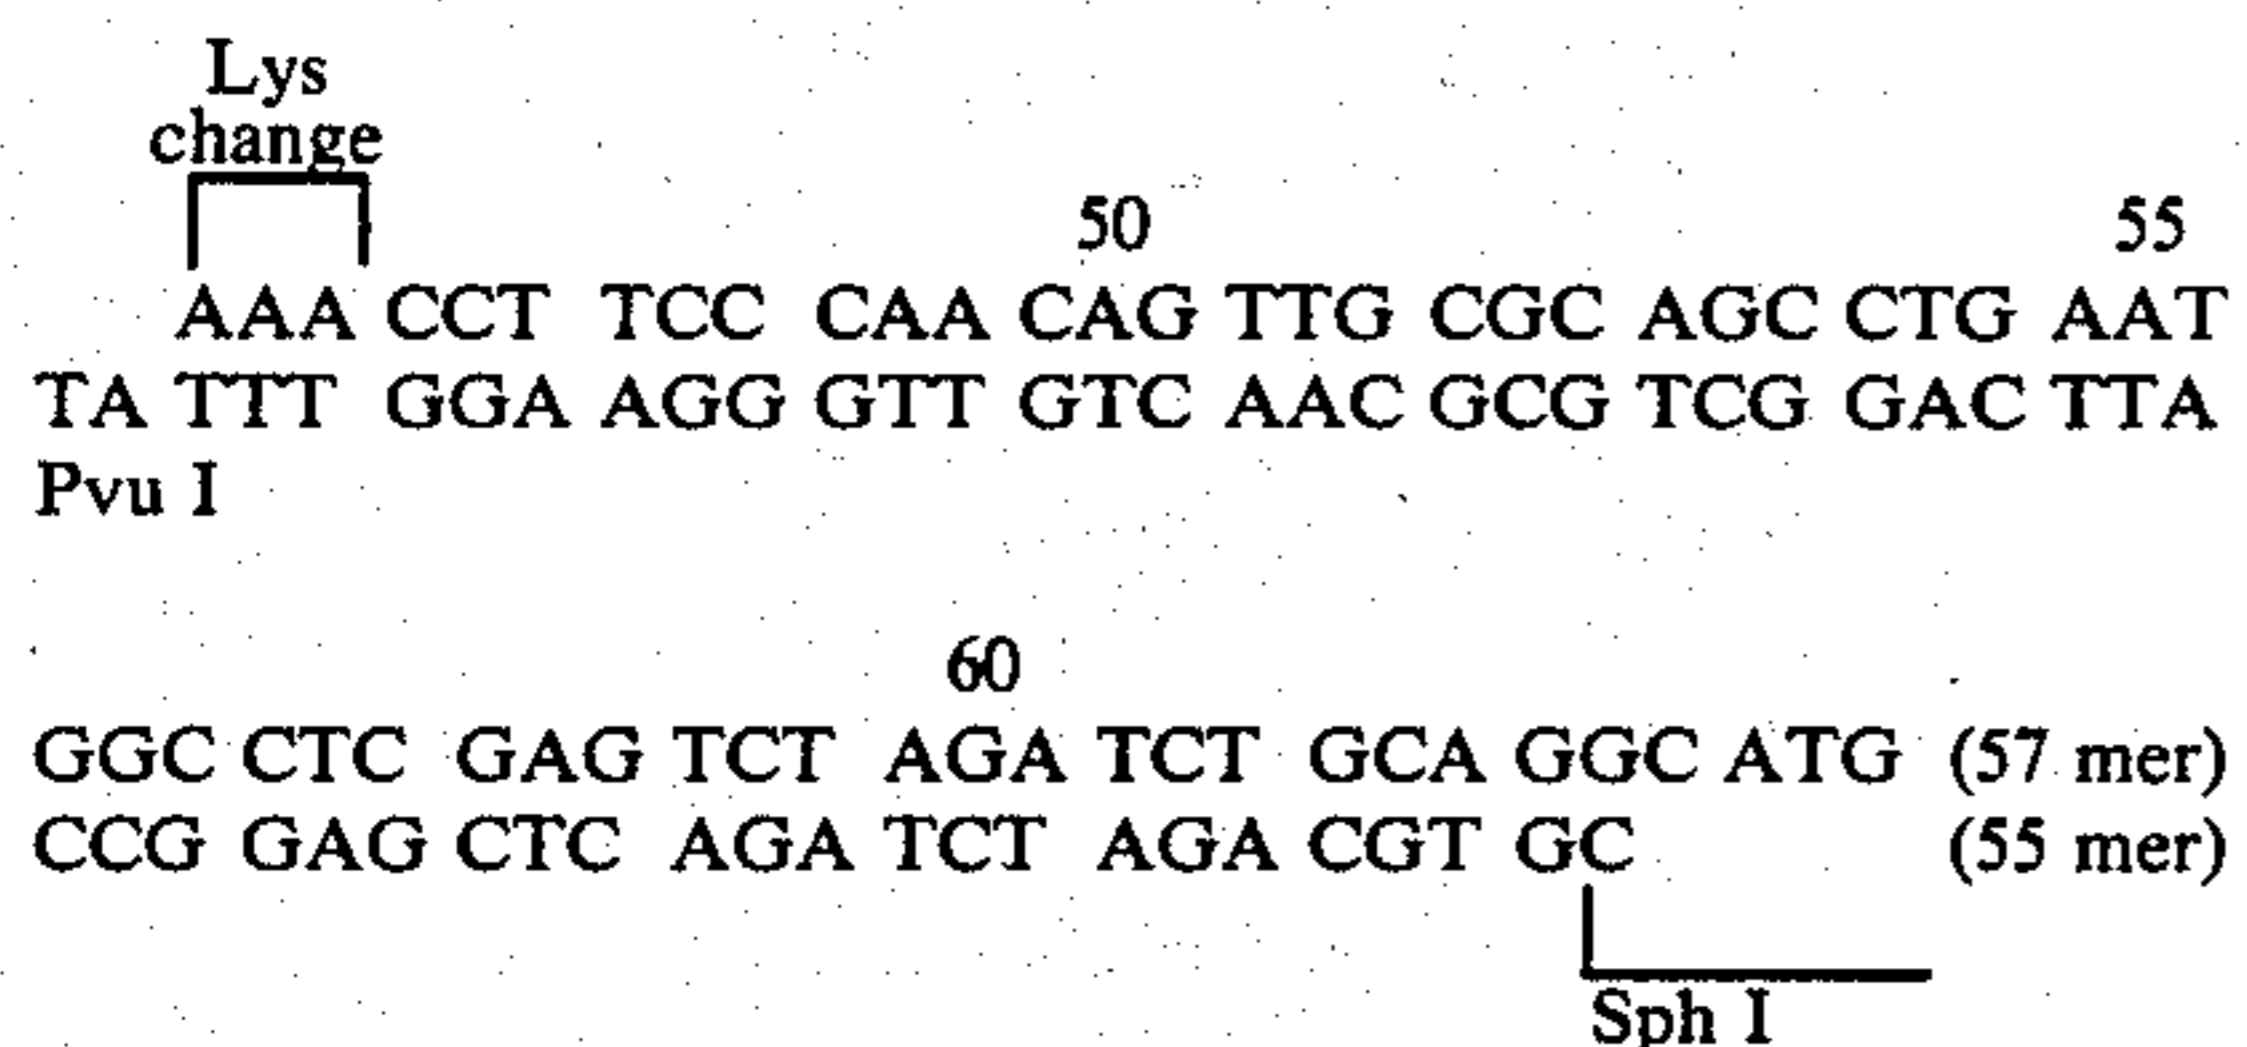 Lys
change
50 55
AAA CCT TCC CAA CAG TTG CGC AGC CTG AAT
TA TTT GGA AGG GTT GTC AAC GCG TCG GAC TTA
Pvu I
60
GGC CTC GAG TCT AGA TCT GCA GGC ATG (57 mer)
CCG GAG CTC AGA TCT AGA CGT GC (55 mer)
Sph I